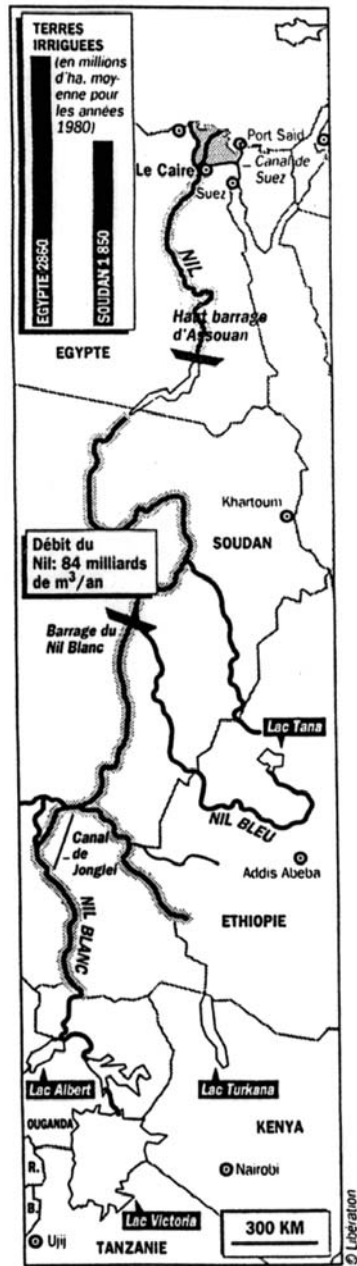 TERRES
IRRIGUEES
(en millions
d'ha, moy-
enne pour
les années
1980)
EGYPTE 2860
SOUDAN 1 850
Port Saïd
Le Caire
Canal de
Suez
Suez
NIL
Haut barrage
d'Assouan
EGYPTE
Khartoum
SOUDAN
Débit du
Nil: 84 milliards
de m³/an
Barrage du
Nil Blanc
Lac Tana
NIL BLEU
Canal
de
Jonglei
Addis Abeba
ETHIOPIE
NIL BLANC
Lac Albert
Lac Turkana
OUGANDA
KENYA
R.
Nairobi
B.
Lac Victoria
Ujij
TANZANIE
300 KM
© Libération